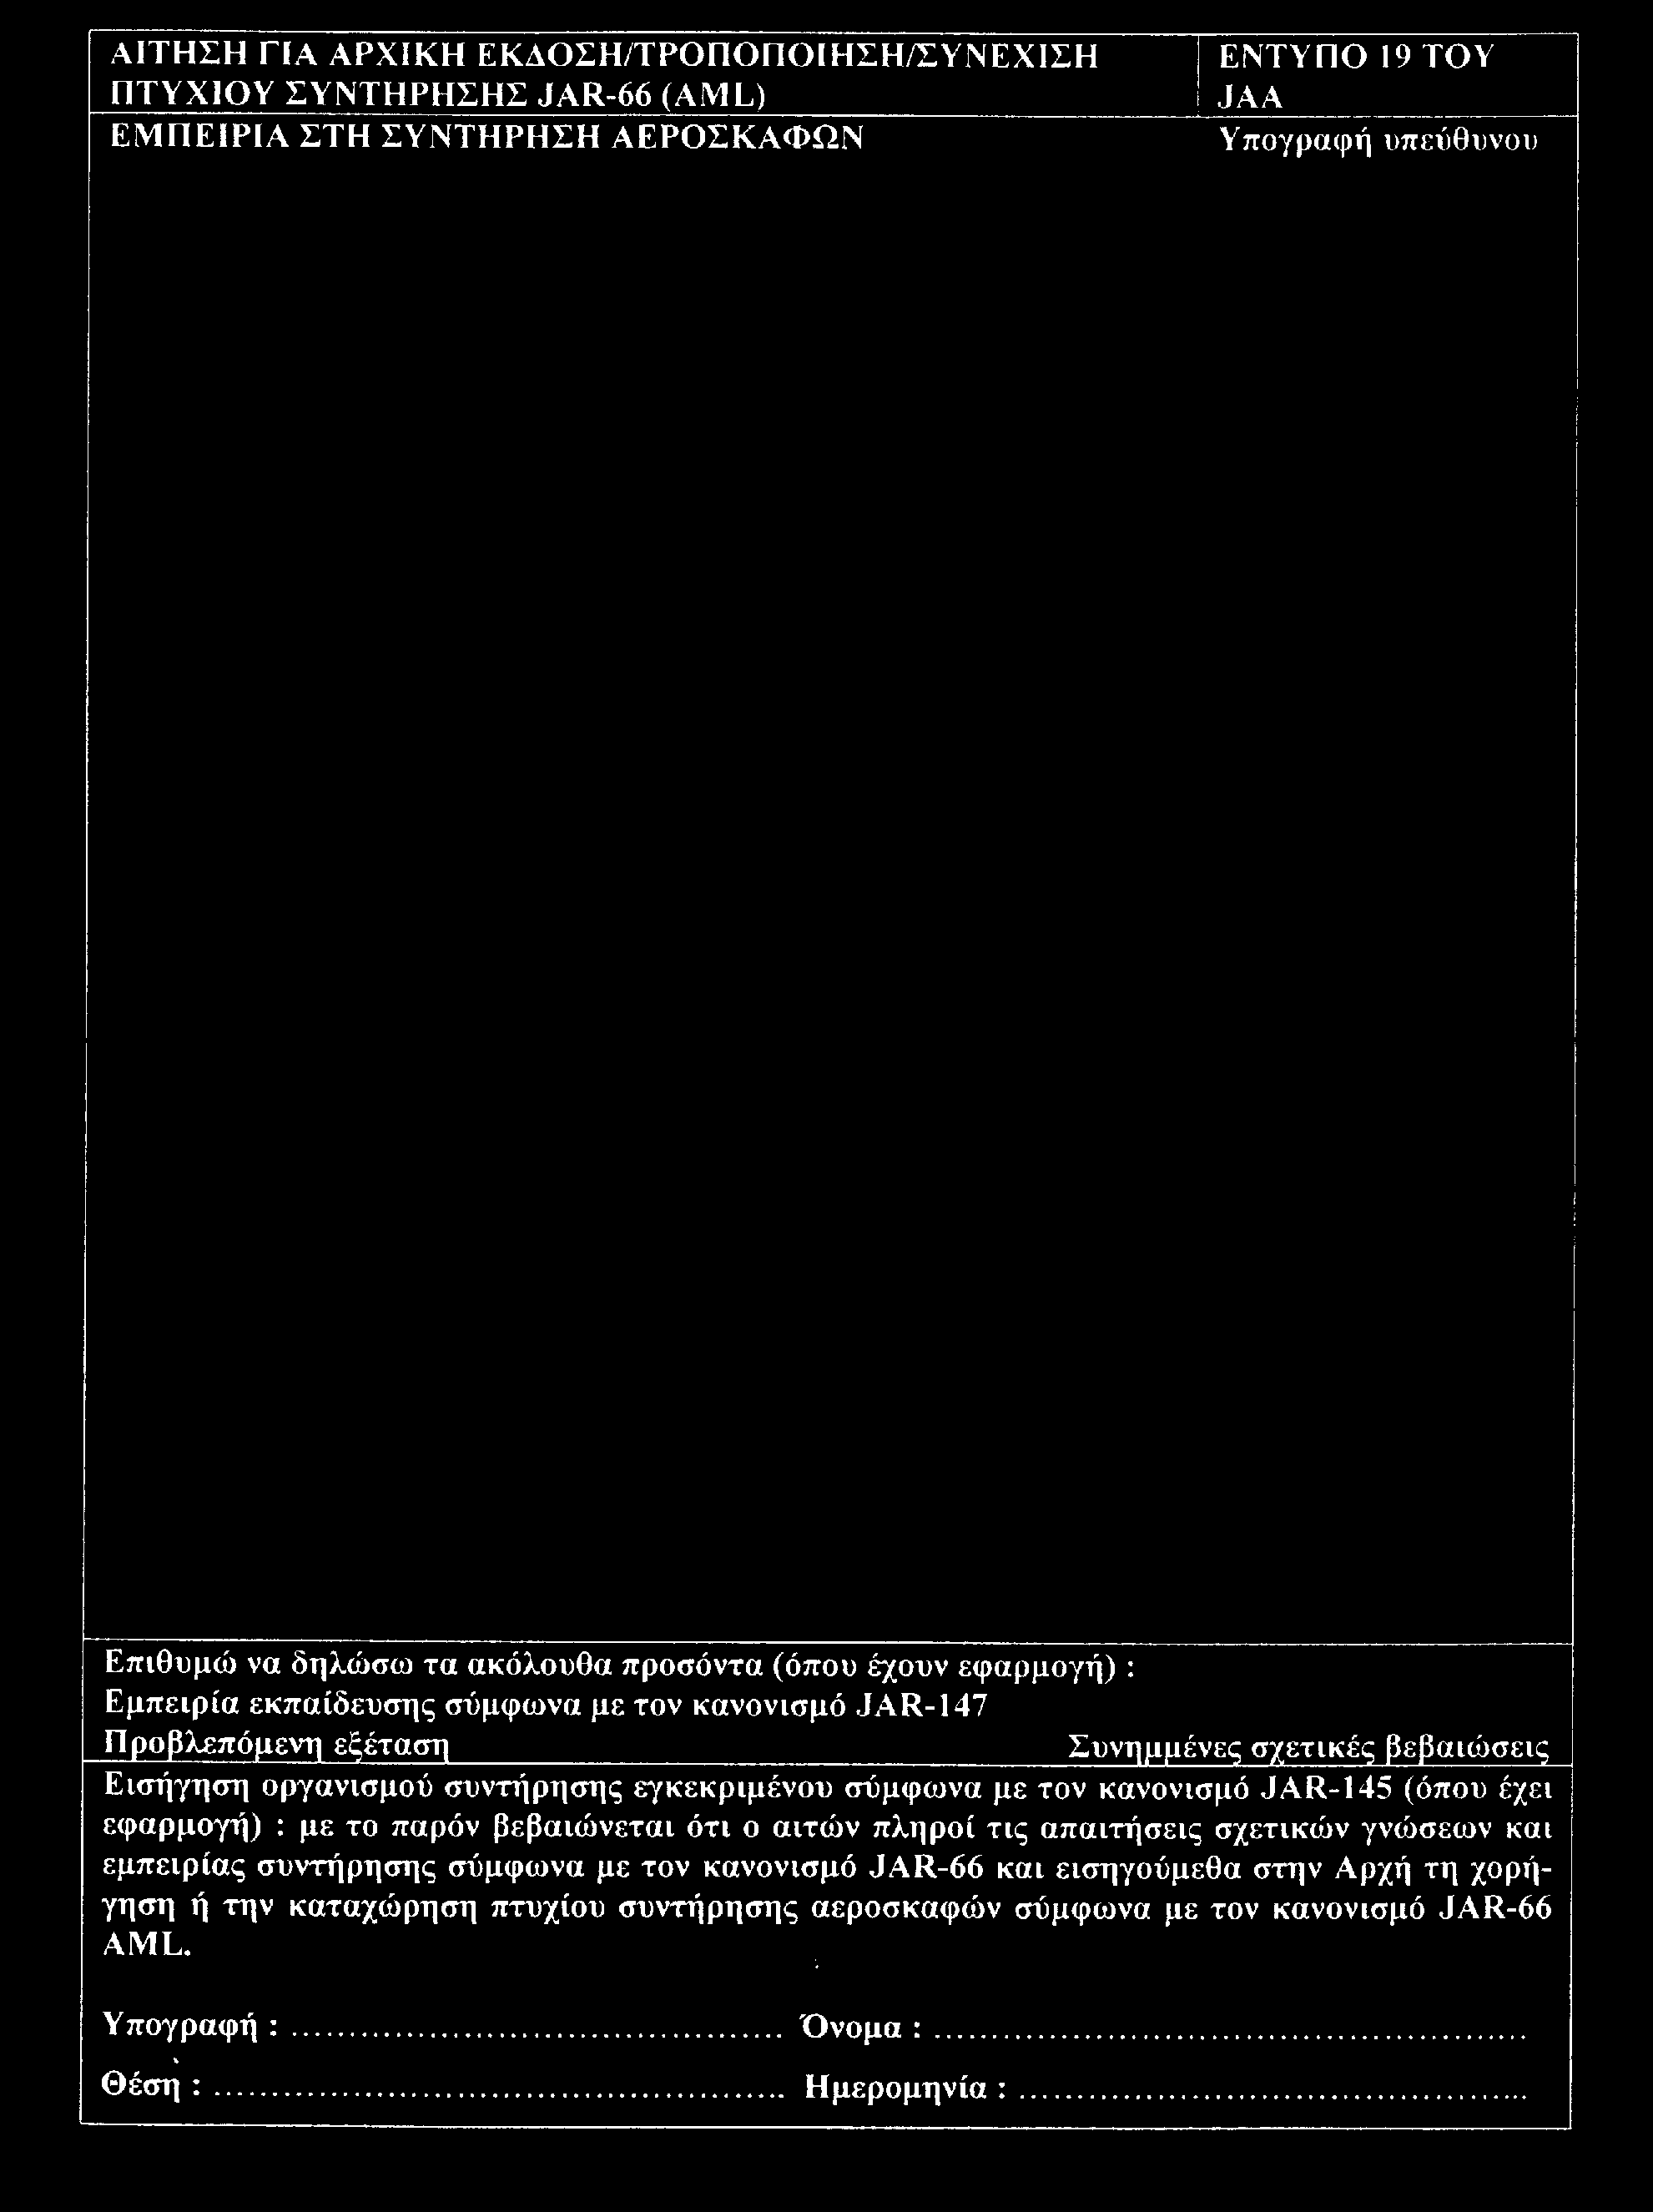 ΑΙΤΗΣΗ ΓΙΑ ΑΡΧΙΚΗ ΕΚΔΟΣΗ/ΤΡΟΠΟΠΟΙΗΣΗ/ΣΥΝΕΧΙΣΗ
ΠΤΥΧΙΟΥ ΣΥΝΤΗΡΗΣΗΣ JAR-66 (AML)
ΕΝΤΥΠΟ 19 ΤΟΥ
JAA
ΕΜΠΕΙΡΙΑ ΣΤΗ ΣΥΝΤΗΡΗΣΗ ΑΕΡΟΣΚΑΦΩΝ Υπογραφή υπεύθυνου
Επιθυμώ να δηλώσω τα ακόλουθα προσόντα (όπου έχουν εφαρμογή) :
Εμπειρία εκπαίδευσης σύμφωνα με τον κανονισμό JAR-147
Προβλεπόμενη εξέταση Συνημμένες σχετικές βεβαιώσεις
Εισήγηση οργανισμού συντήρησης εγκεκριμένου σύμφωνα με τον κανονισμό JAR-145 (όπου έχει
εφαρμογή) : με το παρόν βεβαιώνεται ότι ο αιτών πληροί τις απαιτήσεις σχετικών γνώσεων και
εμπειρίας συντήρησης σύμφωνα με τον κανονισμό JAR-66 και εισηγούμεθα στην Αρχή τη χορή-
γηση ή την καταχώρηση πτυχίου συντήρησης αεροσκαφών σύμφωνα με τον κανονισμό JAR-66
AML.
Υπογραφή : ................................................ Όνομα : ................................................
Θέση : ................................................ Ημερομηνία : ................................................